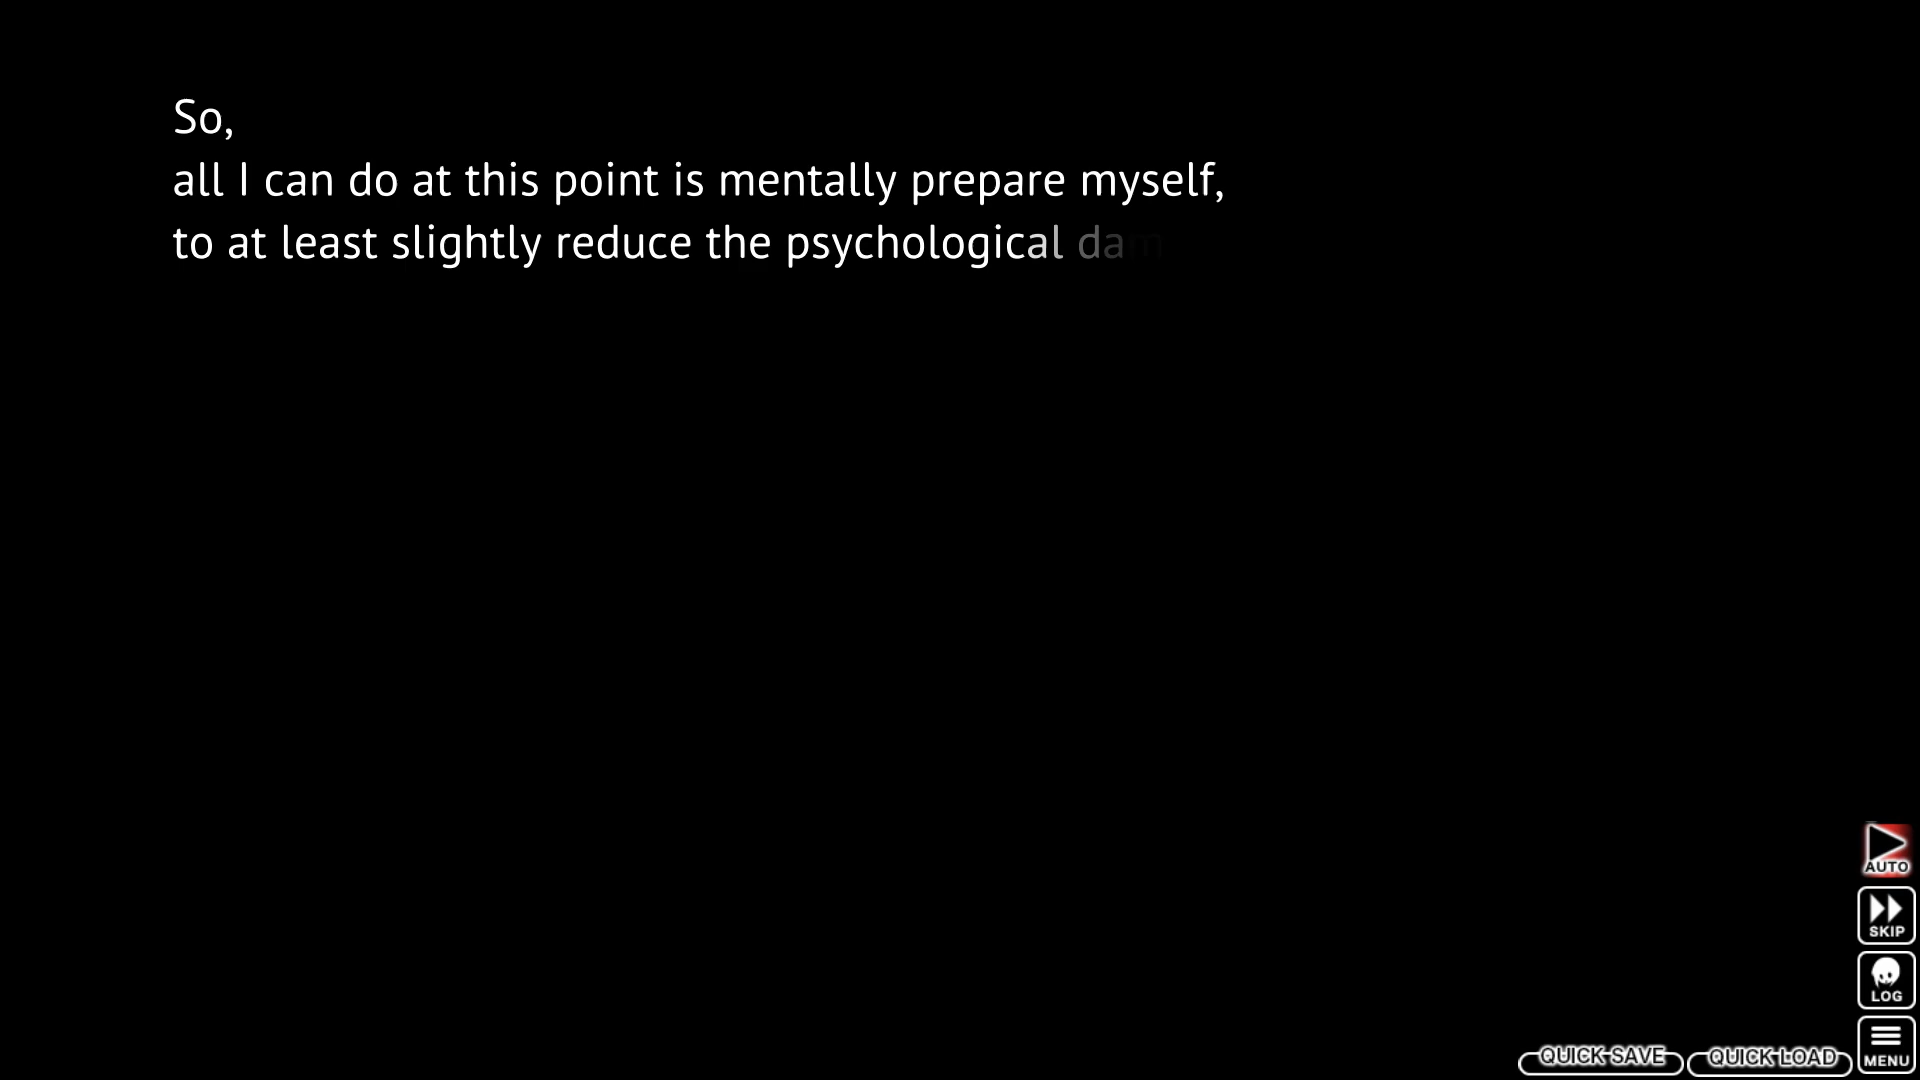 So,
all I can do at this point is mentally prepare myself,
to at least slightly reduce the psychological dam
AUTO
SKIP
LOG
MENU
QUICK SAVE
QUICK LOAD